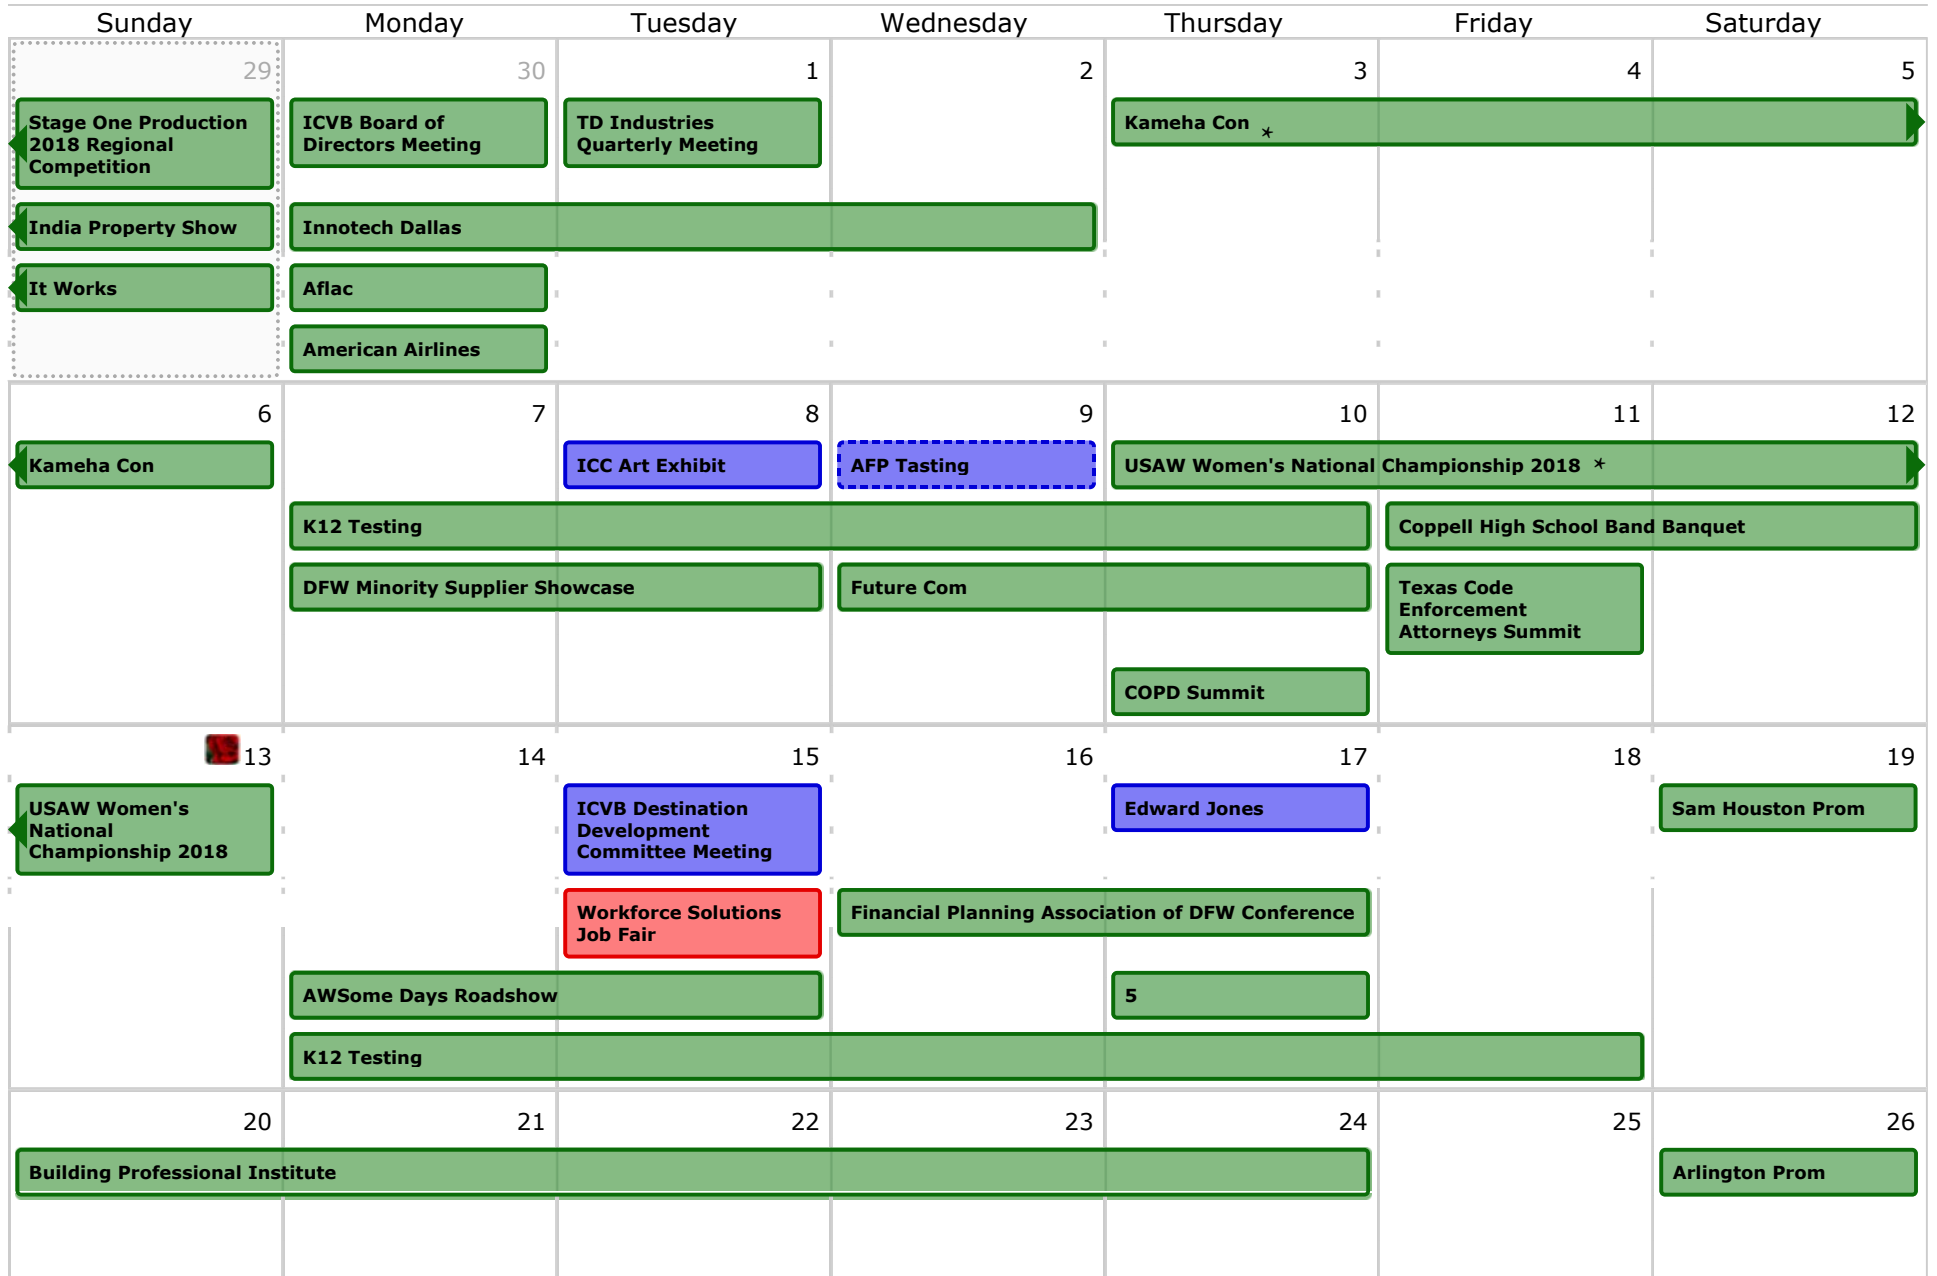 Sunday Monday Tuesday Wednesday Thursday Friday Saturday
29 30 1 2 3 4 5
Stage One Production
2018 Regional
Competition
ICVB Board of
Directors Meeting
TD Industries
Quarterly Meeting
Kameha Con *
India Property Show
Innotech Dallas
It Works
Aflac
American Airlines
6 7 8 9 10 11 12
Kameha Con
ICC Art Exhibit
AFP Tasting
USAW Women's National Championship 2018 *
K12 Testing
Coppell High School Band Banquet
DFW Minority Supplier Showcase
Future Com
Texas Code
Enforcement
Attorneys Summit
COPD Summit
13 14 15 16 17 18 19
USAW Women's
National
Championship 2018
ICVB Destination
Development
Committee Meeting
Edward Jones
Sam Houston Prom
Workforce Solutions
Job Fair
Financial Planning Association of DFW Conference
AWSome Days Roadshow
5
K12 Testing
20 21 22 23 24 25 26
Building Professional Institute
Arlington Prom